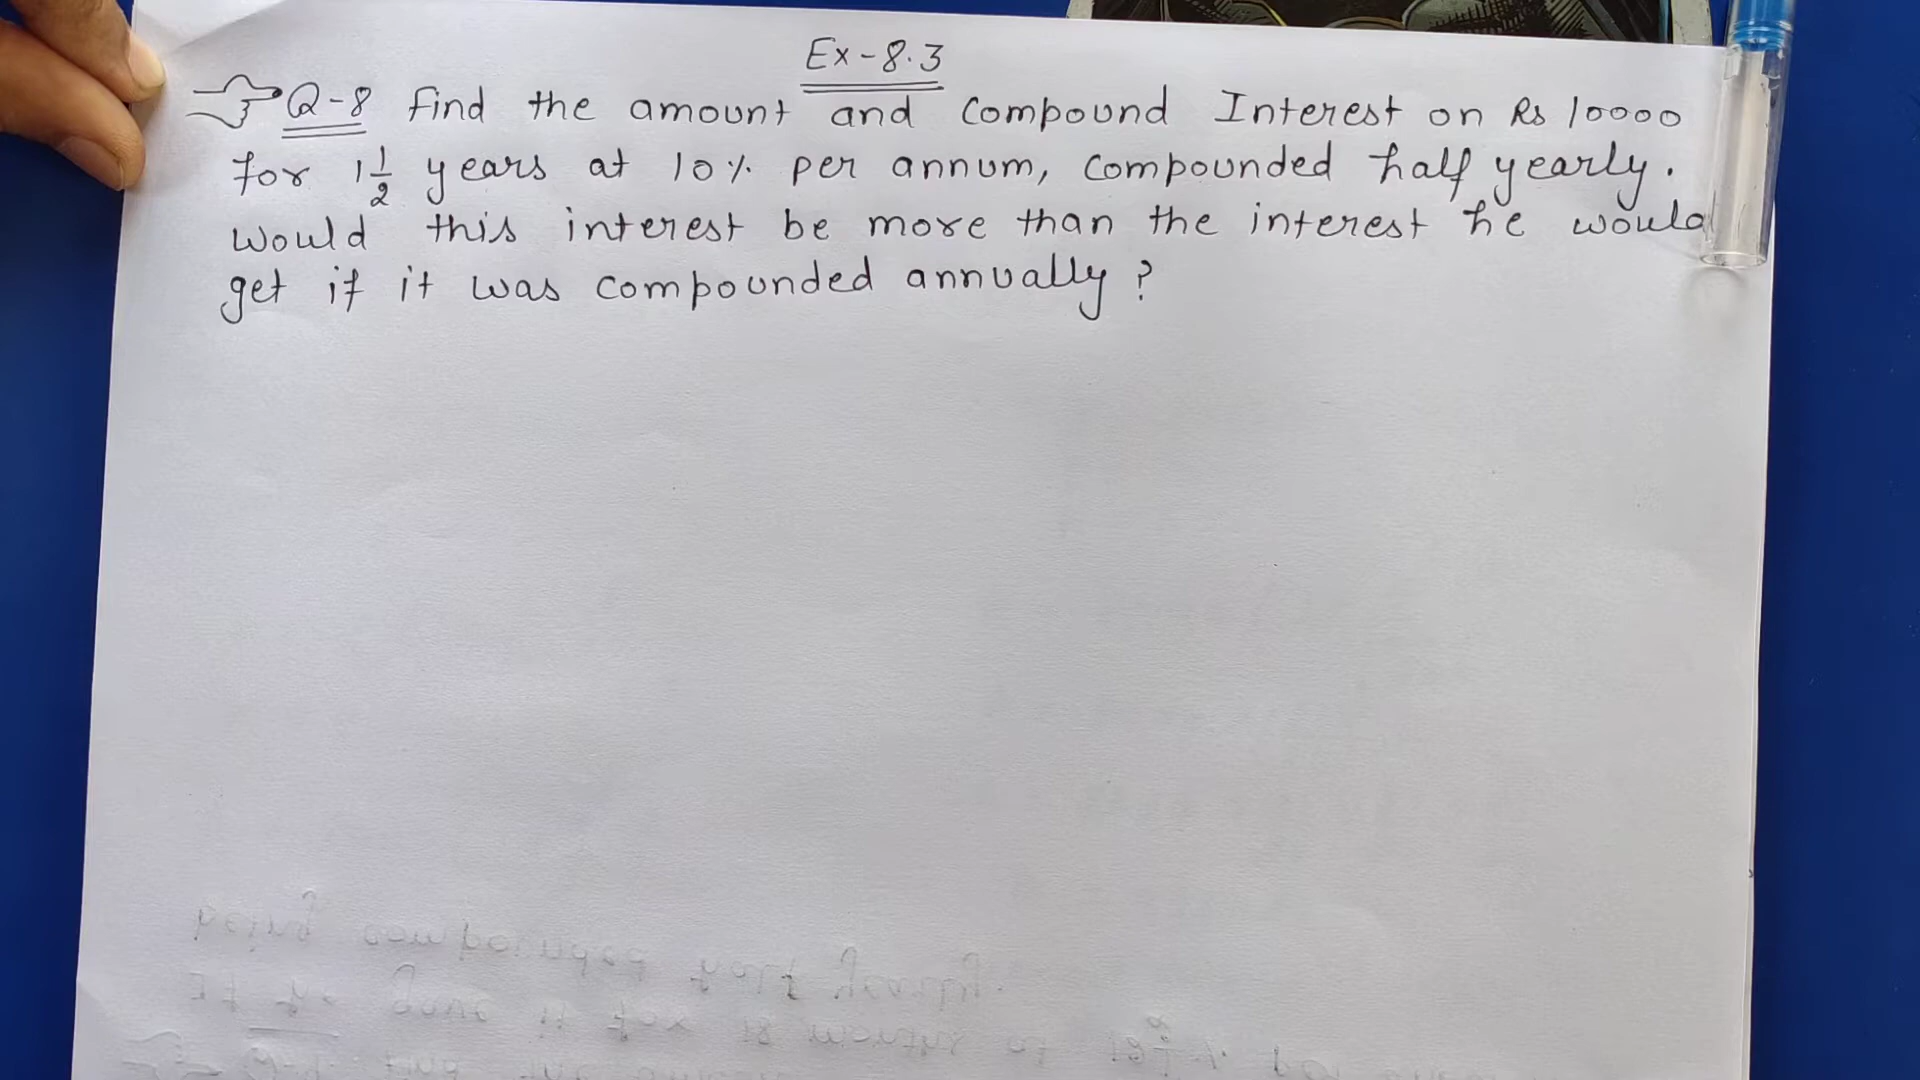 Ex-8.3
Q-8 Find the amount and compound Interest on Rs 10000
for 1 1/2 years at 10% per annum, compounded half yearly.
would this interest be more than the interest he would
get if it was compounded annually?